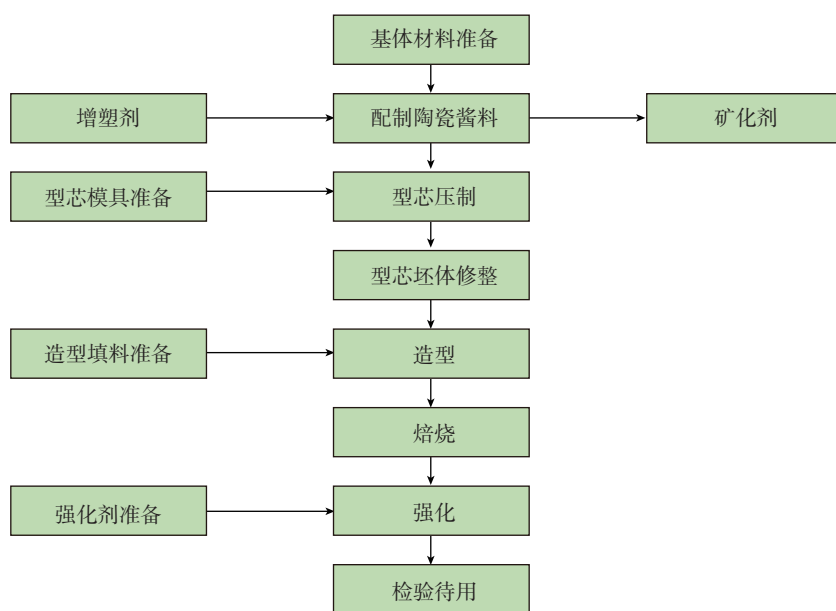 基体材料准备
增塑剂
配制陶瓷酱料
矿化剂
型芯模具准备
型芯压制
型芯坯体修整
造型填料准备
造型
焙烧
强化剂准备
强化
检验待用